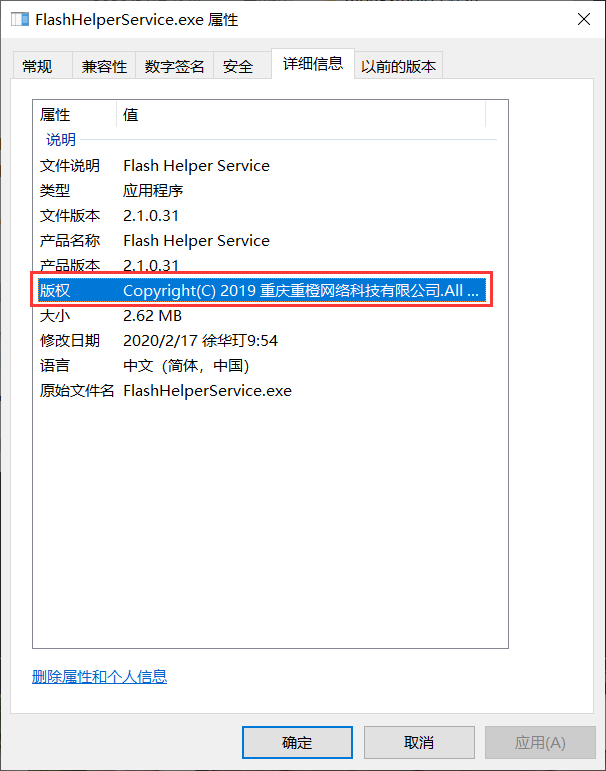 FlashHelperService.exe 属性
常规 兼容性 数字签名 安全 详细信息 以前的版本
属性 值
说明
文件说明 Flash Helper Service
类型 应用程序
文件版本 2.1.0.31
产品名称 Flash Helper Service
产品版本 2.1.0.31
版权 Copyright(C) 2019 重庆重橙网络科技有限公司.All ...
大小 2.62 MB
修改日期 2020/2/17 徐华玎9:54
语言 中文（简体，中国）
原始文件名 FlashHelperService.exe
删除属性和个人信息
确定 取消 应用(A)